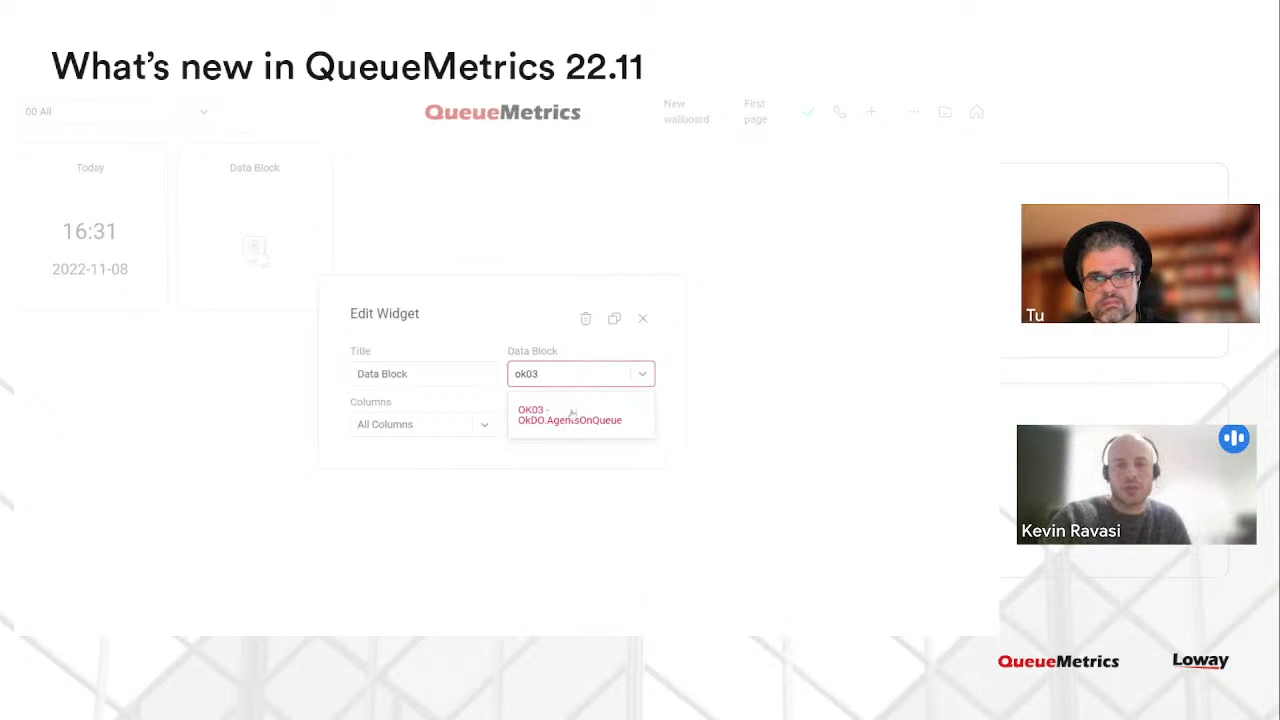 What's new in QueueMetrics 22.11
00 All
QueueMetrics
New wallboard
First page
Today
Data Block
16:31
2022-11-08
Edit Widget
Title
Data Block
Data Block
ok03
Columns
All Columns
OK03 -
OkDO.AgentsOnQueue
Tu
Kevin Ravasi
QueueMetrics
Loway